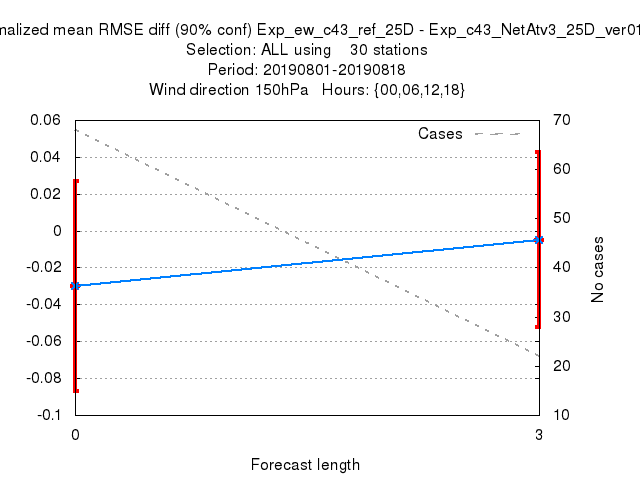 malized mean RMSE diff (90% conf) Exp_ew_c43_ref_25D - Exp_c43_NetAtv3_25D_ver01
Selection: ALL using 30 stations
Period: 20190801-20190818
Wind direction 150hPa Hours: {00,06,12,18}
Cases
0.06
0.04
0.02
0
-0.02
-0.04
-0.06
-0.08
-0.1
70
60
50
40
30
20
10
No cases
0
3
Forecast length